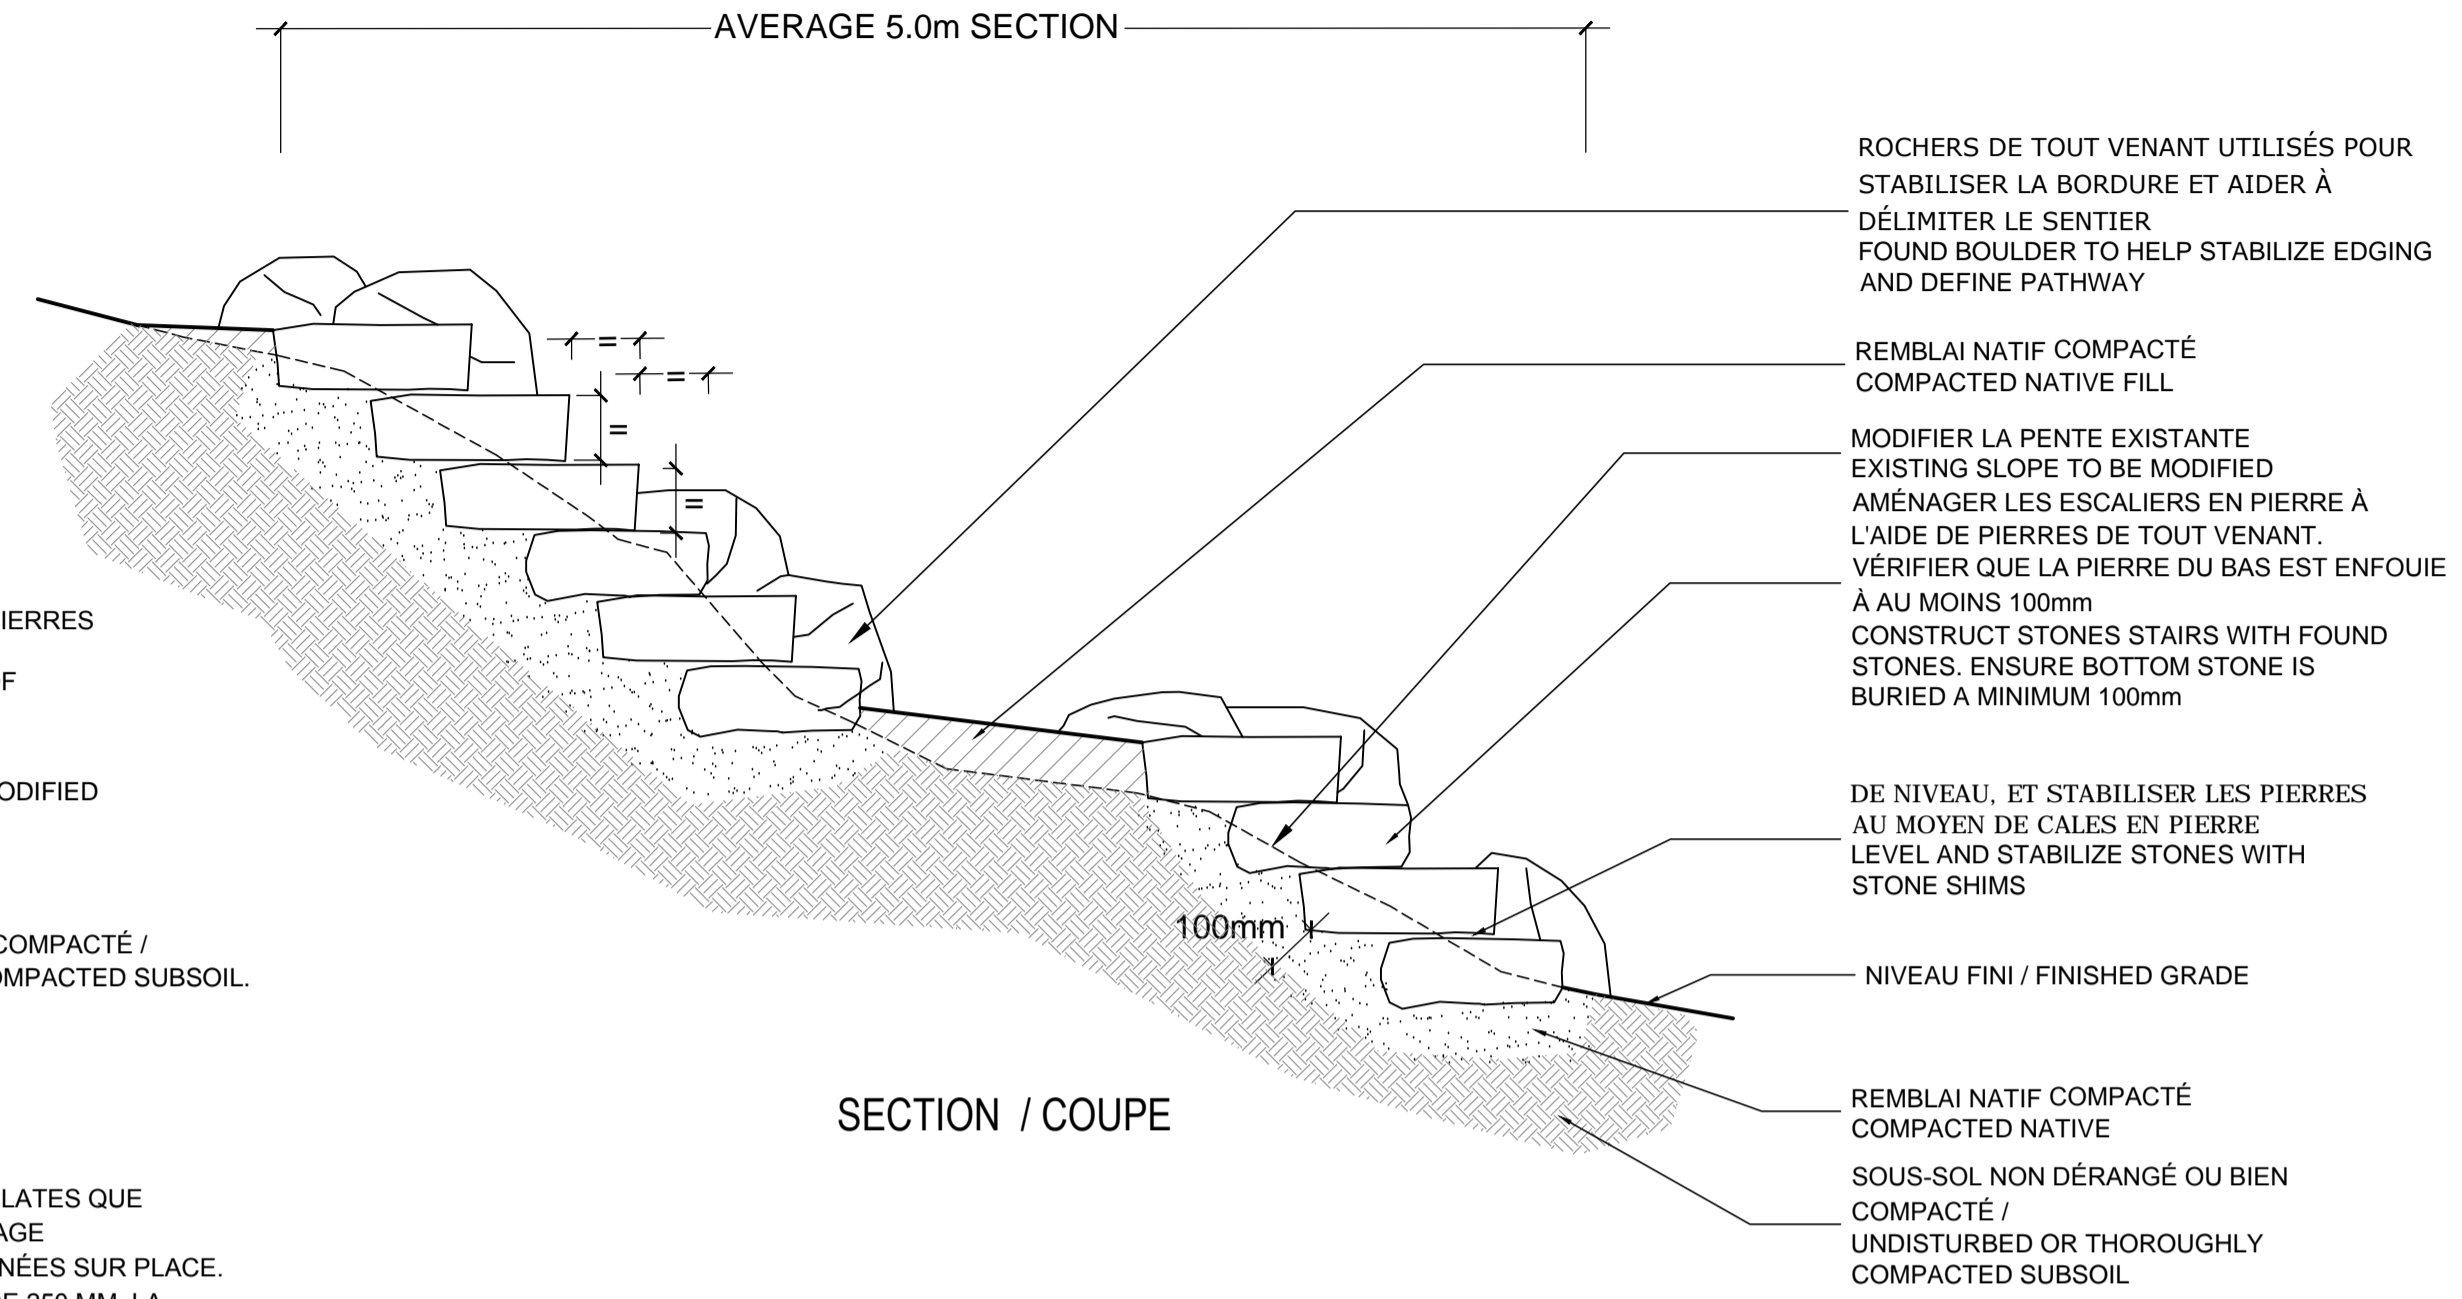 AVERAGE 5.0m SECTION
ROCHERS DE TOUT VENANT UTILISÉS POUR
STABILISER LA BORDURE ET AIDER À
DÉLIMITER LE SENTIER
FOUND BOULDER TO HELP STABILIZE EDGING
AND DEFINE PATHWAY
REMBLAI NATIF COMPACTÉ
COMPACTED NATIVE FILL
MODIFIER LA PENTE EXISTANTE
EXISTING SLOPE TO BE MODIFIED
AMÉNAGER LES ESCALIERS EN PIERRE À
L'AIDE DE PIERRES DE TOUT VENANT.
VÉRIFIER QUE LA PIERRE DU BAS EST ENFOUIE
À AU MOINS 100mm
CONSTRUCT STONES STAIRS WITH FOUND
STONES. ENSURE BOTTOM STONE IS
BURIED A MINIMUM 100mm
DE NIVEAU, ET STABILISER LES PIERRES
AU MOYEN DE CALES EN PIERRE
LEVEL AND STABILIZE STONES WITH
STONE SHIMS
NIVEAU FINI / FINISHED GRADE
REMBLAI NATIF COMPACTÉ
COMPACTED NATIVE
SOUS-SOL NON DÉRANGÉ OU BIEN
COMPACTÉ /
UNDISTURBED OR THOROUGHLY
COMPACTED SUBSOIL
=
=
=
=
100mm
SECTION / COUPE
IERRES
OF
ODIFIED
COMPACTÉ /
OMPACTED SUBSOIL.
LATES QUE
AGE
NÉES SUR PLACE.